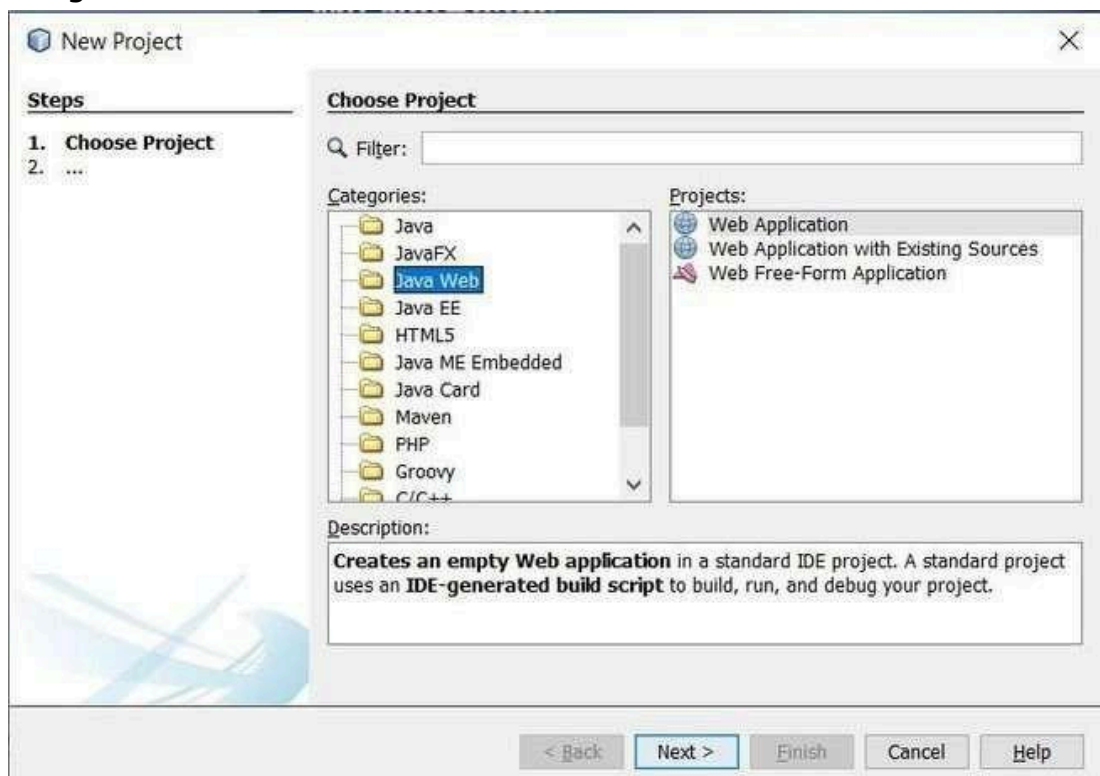 New Project
Steps
1. Choose Project
2. ...
Choose Project
Filter:
Categories:
Java
JavaFX
Java Web
Java EE
HTML5
Java ME Embedded
Java Card
Maven
PHP
Groovy
C/C++
Projects:
Web Application
Web Application with Existing Sources
Web Free-Form Application
Description:
Creates an empty Web application in a standard IDE project. A standard project
uses an IDE-generated build script to build, run, and debug your project.
< Back
Next >
Finish
Cancel
Help